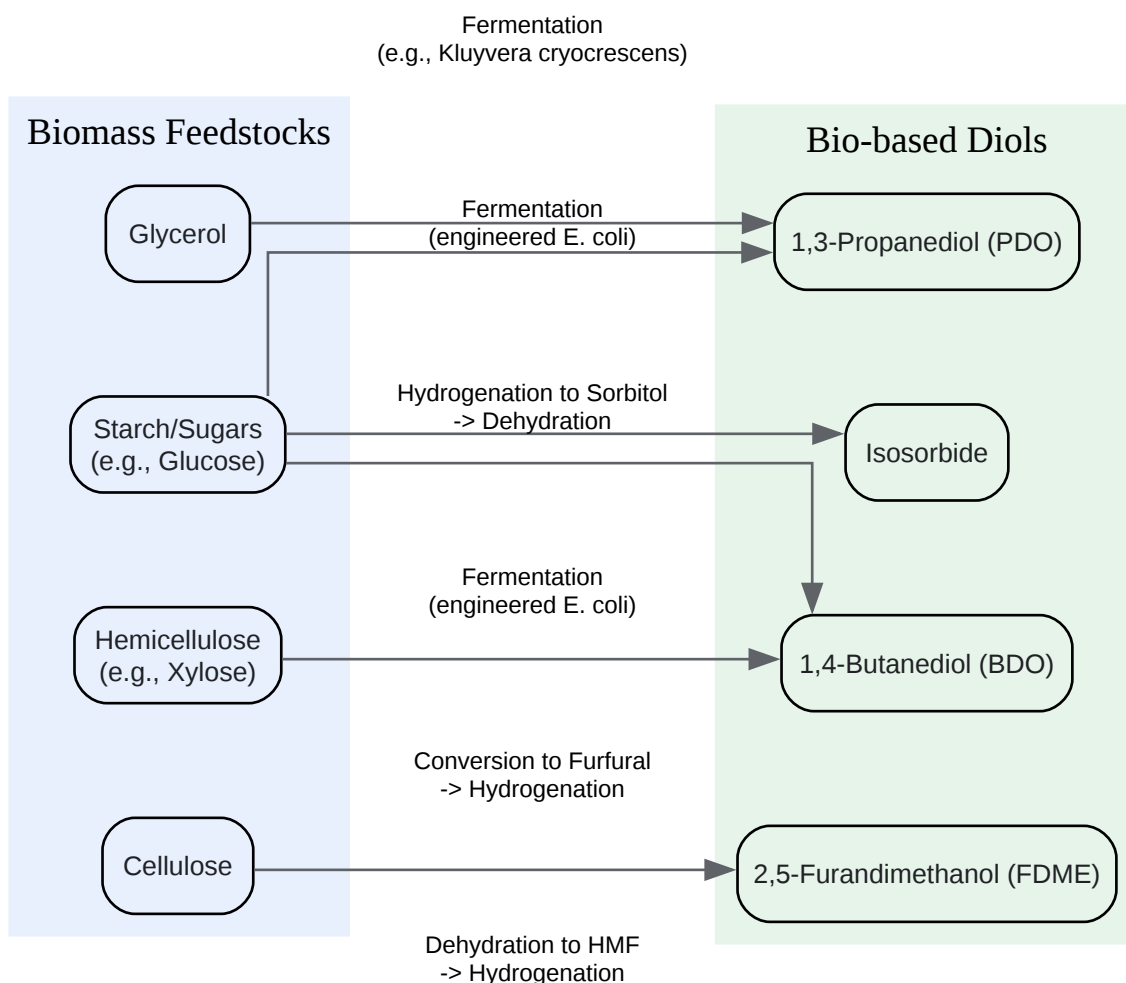 Fermentation
(e.g., Kluyvera cryocrescens)
Biomass Feedstocks
Bio-based Diols
Glycerol
Fermentation
(engineered E. coli)
1,3-Propanediol (PDO)
Starch/Sugars
(e.g., Glucose)
Hydrogenation to Sorbitol
-> Dehydration
Isosorbide
Fermentation
(engineered E. coli)
Hemicellulose
(e.g., Xylose)
1,4-Butanediol (BDO)
Conversion to Furfural
-> Hydrogenation
Cellulose
2,5-Furandimethanol (FDME)
Dehydration to HMF
-> Hydrogenation